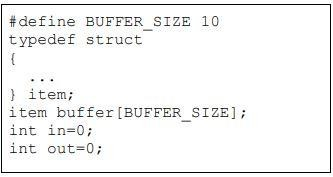 #define BUFFER_SIZE 10
typedef struct
{
...
} item;
item buffer[BUFFER_SIZE];
int in=0;
int out=0;